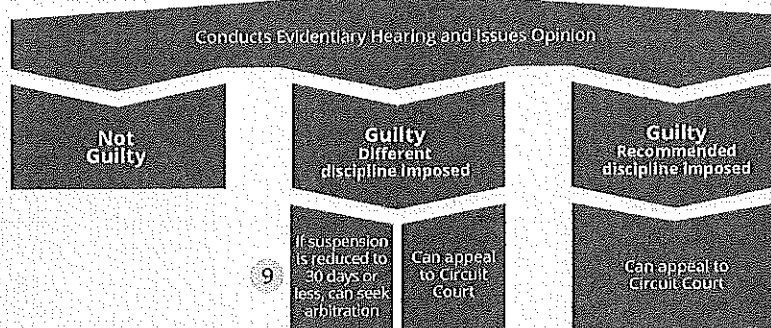 Conducts Evidentiary Hearing and Issues Opinion
Not
Guilty
Guilty
Different
discipline imposed
Guilty
Recommended
discipline imposed
9
If suspension
is reduced to
30 days or
less, can seek
arbitration
Can appeal
to Circuit
Court
Can appeal to
Circuit Court